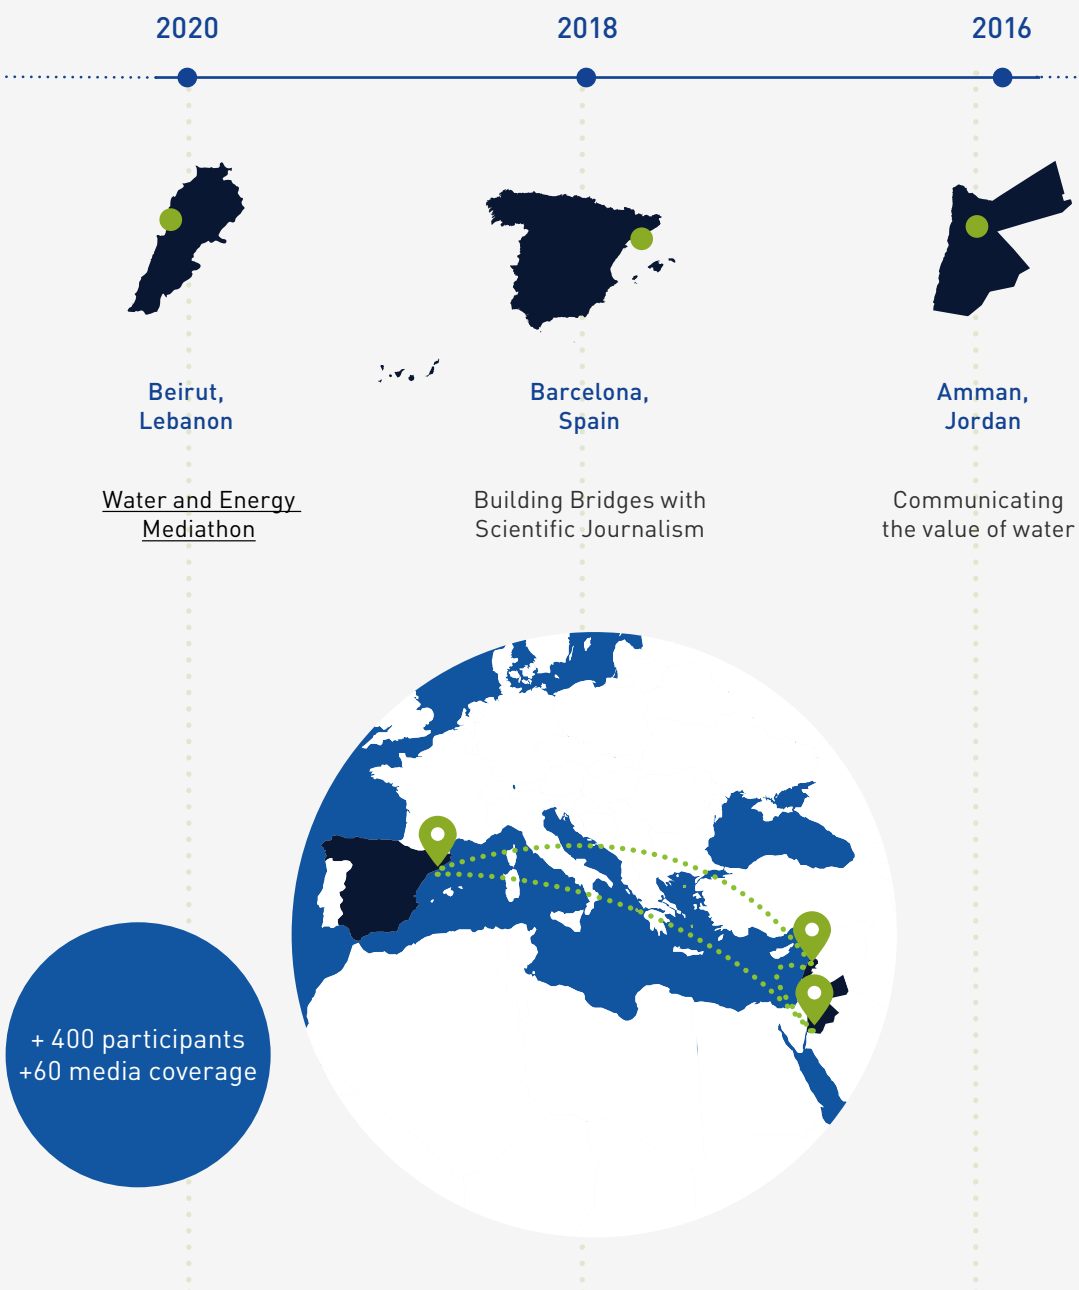 2020
2018
2016
Beirut,
Lebanon
Barcelona,
Spain
Amman,
Jordan
Water and Energy
Mediathon
Building Bridges with
Scientific Journalism
Communicating
the value of water
+ 400 participants
+60 media coverage